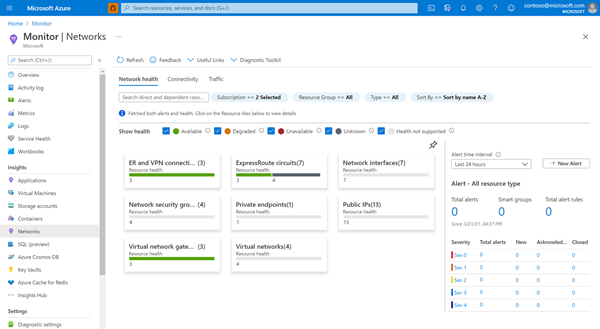 Microsoft Azure
Search resources, services, and docs (G+/)
contoso@microsoft.com
MICROSOFT
Home > Monitor
Monitor | Networks ...
Microsoft
Search (Ctrl+/)
Overview
Activity log
Alerts
Metrics
Logs
Service Health
Workbooks
Insights
Applications
Virtual Machines
Storage accounts
Containers
Networks
SQL (preview)
Azure Cosmos DB
Key Vaults
Azure Cache for Redis
Insights Hub
Settings
Diagnostic settings
Refresh
Feedback
Useful Links
Diagnostic Toolkit
Network health
Connectivity
Traffic
Search direct and dependent reso...
Subscription == 2 Selected
Resource Group == All
Type == All
Sort By == Sort by name A-Z
Fetched both alerts and health. Click on the Resource tiles below to view details
Show health
Available
Degraded
Unavailable
Unknown
Health not supported
ER and VPN connecti... (3)
Resource health
3
ExpressRoute circuits(7)
Resource health
3 4
Network interfaces(7)
Resource health
7
Network security gro... (4)
Resource health
4
Private endpoints(1)
Resource health
1
Public IPs(13)
Resource health
13
Virtual network gate... (3)
Resource health
3
Virtual networks(4)
Resource health
4
Alert time interval
Last 24 hours
+ New Alert
Alert - All resource type
Total alerts Smart groups Total alert rules
0 0 0
Since 3/21/21, 04:37 PM
Severity Total alerts New Acknowled... Closed
Sev 0 0 0 0 0
Sev 1 0 0 0 0
Sev 2 0 0 0 0
Sev 3 0 0 0 0
Sev 4 0 0 0 0